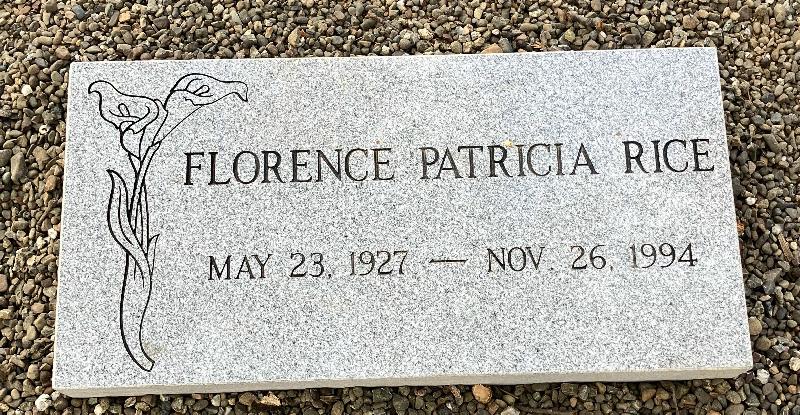 FLORENCE PATRICIA RICE
MAY 23, 1927 — NOV. 26, 1994